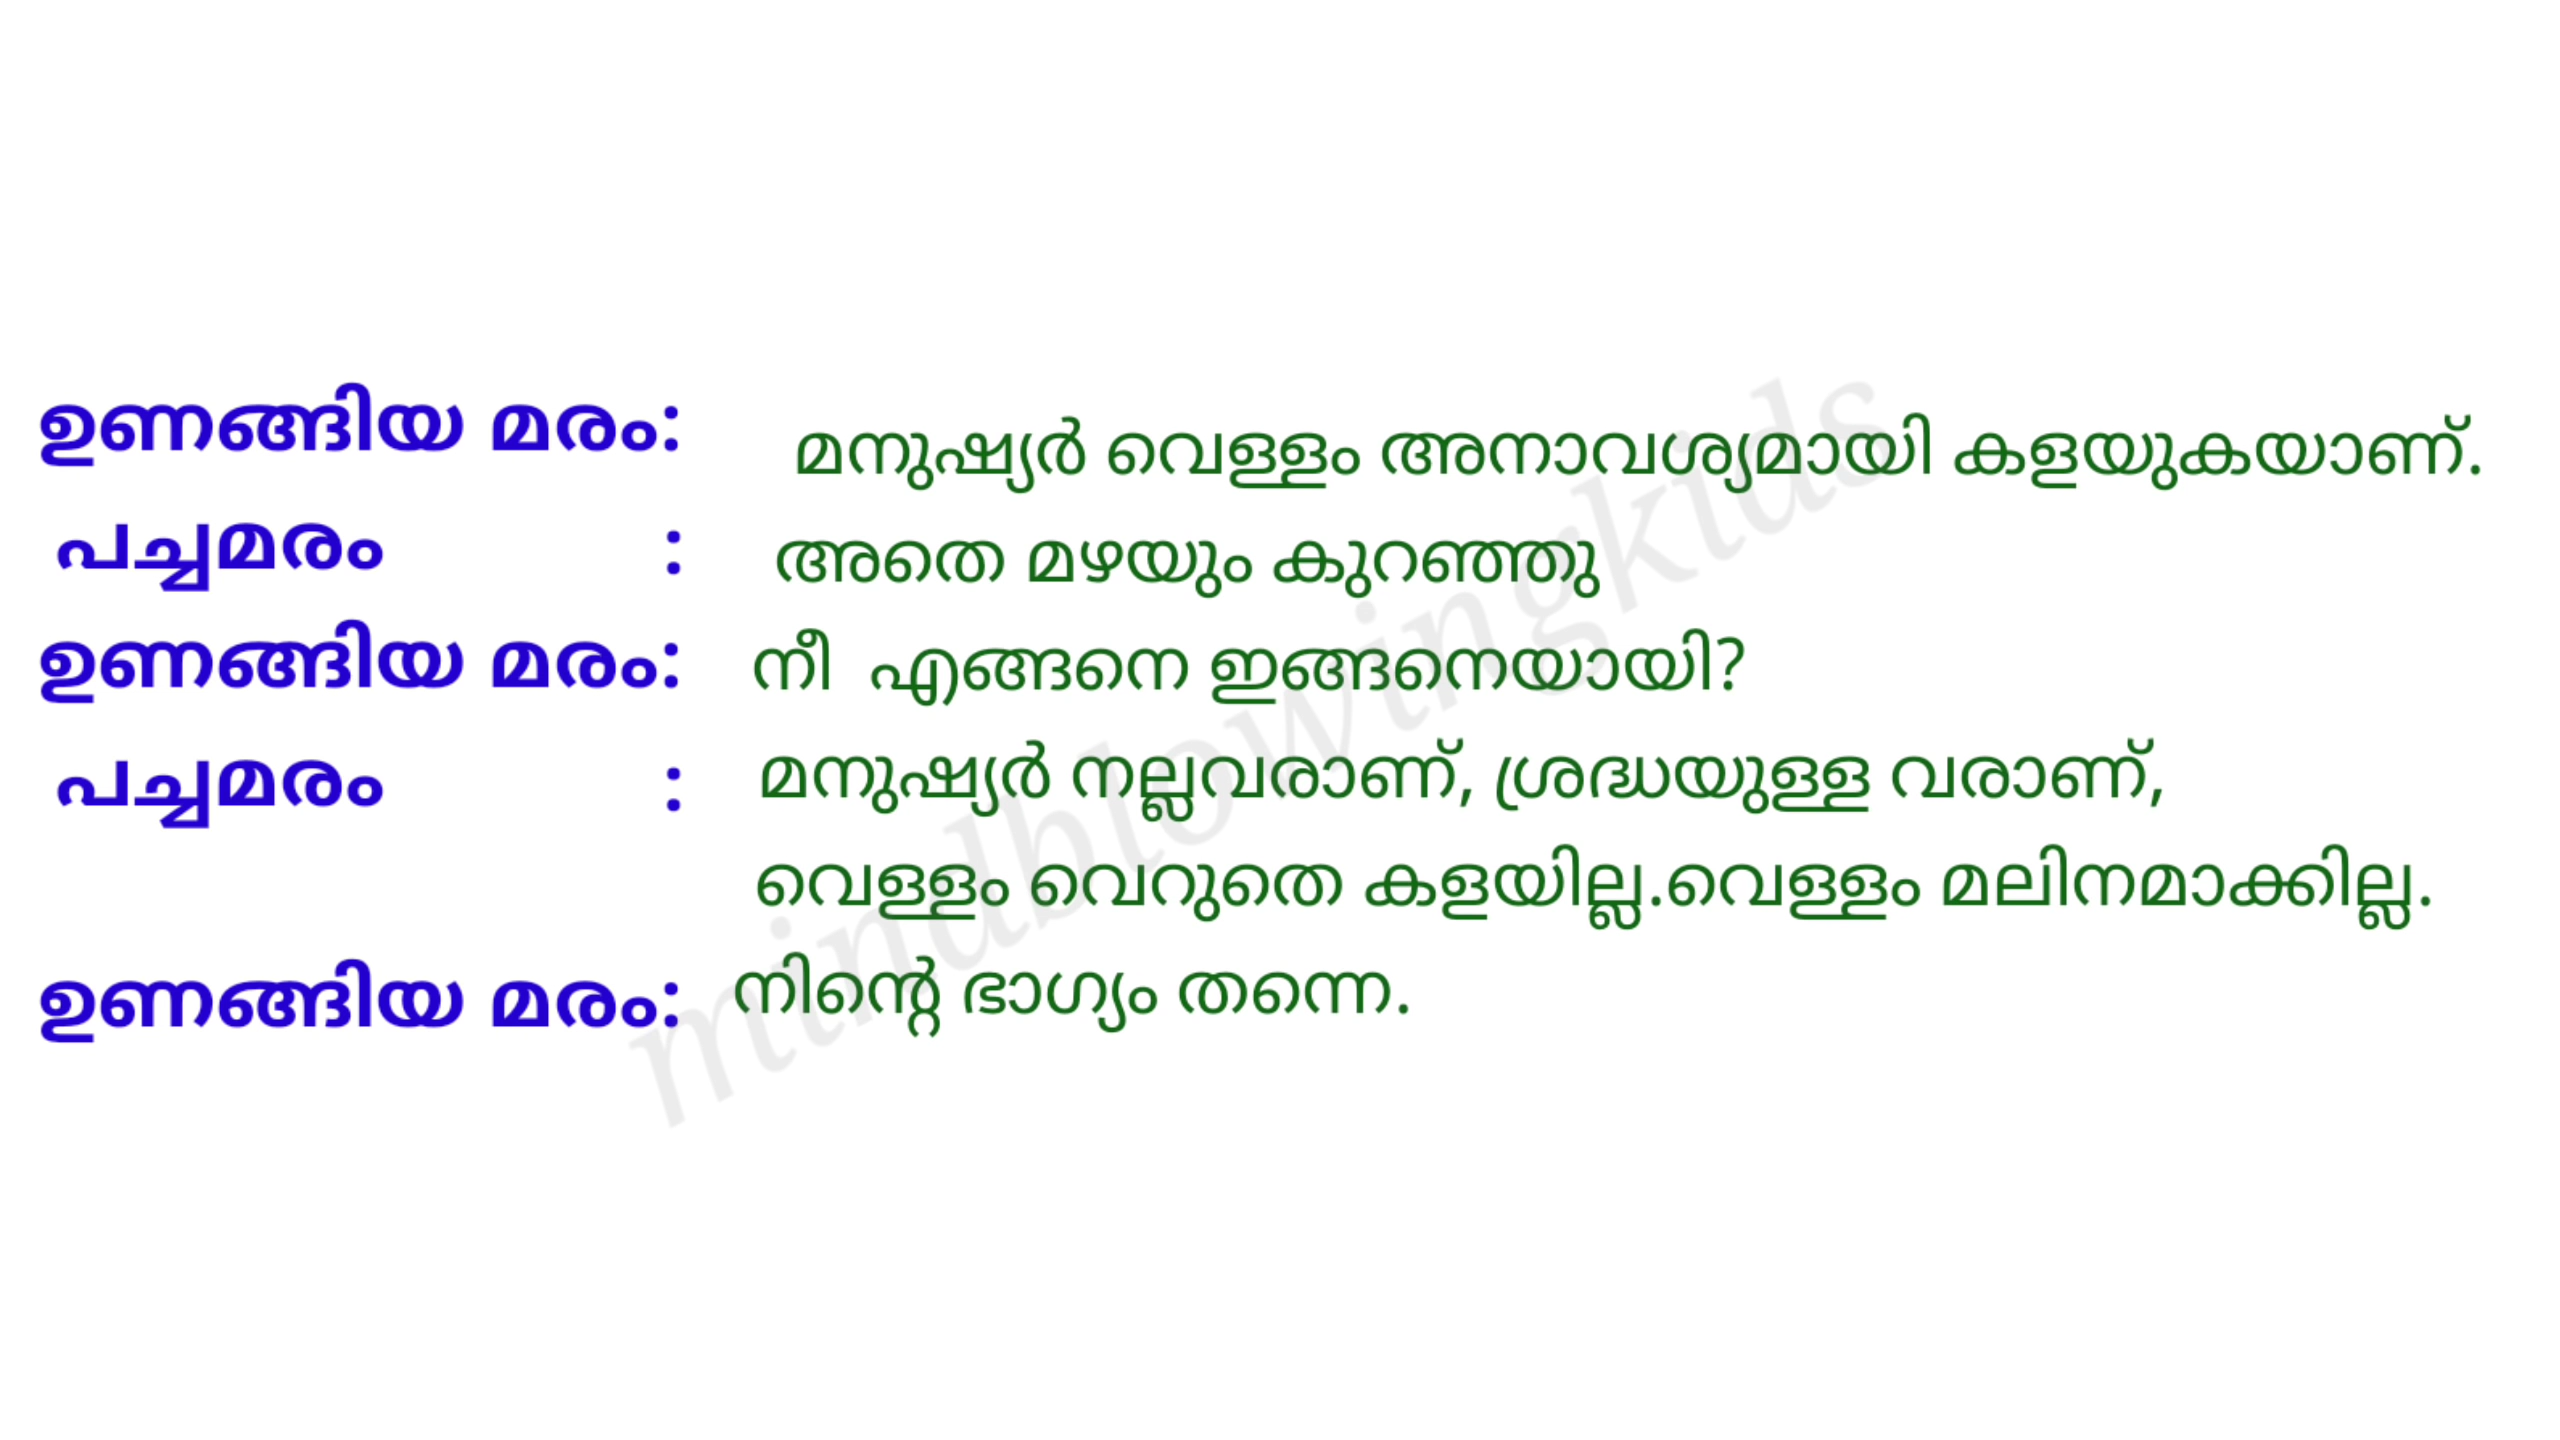 ഉണങ്ങിയ മരം: മനുഷ്യർ വെള്ളം അനാവശ്യമായി കളയുകയാണ്.
പച്ചമരം : അതെ മഴയും കുറഞ്ഞു
ഉണങ്ങിയ മരം: നീ എങ്ങനെ ഇങ്ങനെയായി?
പച്ചമരം : മനുഷ്യർ നല്ലവരാണ്, ശ്രദ്ധയുള്ള വരാണ്,
വെള്ളം വെറുതെ കളയില്ല.വെള്ളം മലിനമാക്കില്ല.
ഉണങ്ങിയ മരം: നിന്റെ ഭാഗ്യം തന്നെ.
mindblowingkids